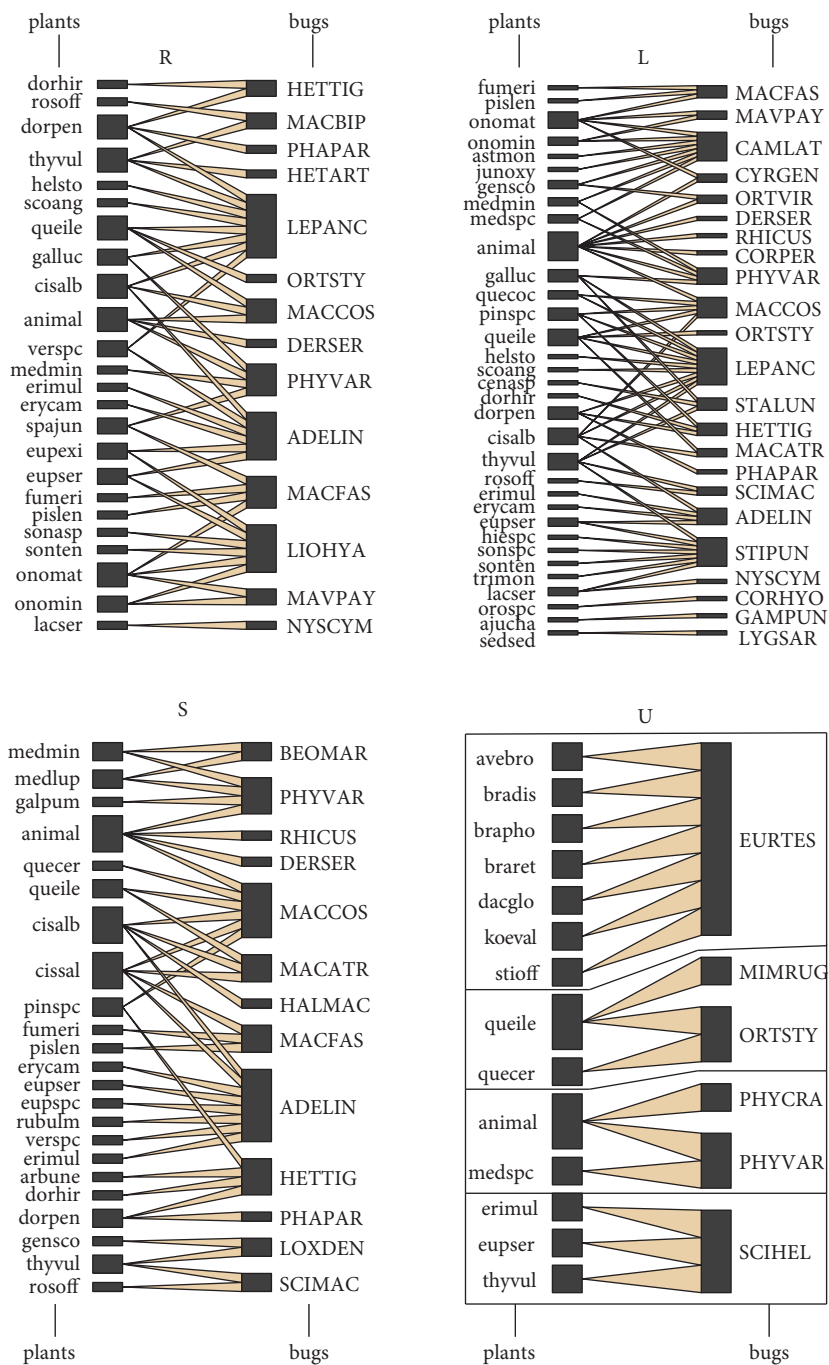 plants
bugs
R
dorhir
rosoff
dorpen
thyvul
helsto
scoang
queile
galluc
cisalb
animal
verspc
medmin
erimul
erycam
spajun
eupexi
eupser
fumeri
pislen
sonasp
sonten
onomat
onomin
lacser
HETTIG
MACBIP
PHAPAR
HETART
LEPANC
ORTSTY
MACCOS
DERSER
PHYVAR
ADELIN
MACFAS
LIOHYA
MAVPAY
NYSCYM
plants
bugs
L
fumeri
pislen
onomat
onomin
astmon
junoxy
gensco
medmin
medspc
animal
galluc
quecoc
pinspc
queile
helsto
scoang
cenasp
dorhir
dorpen
cisalb
thyvul
rosoff
erimul
erycam
eupser
hiespc
sonspc
sonten
trimon
lacser
orospc
ajucha
sedsed
MACFAS
MAVPAY
CAMLAT
CYRGEN
ORTVIR
DERSER
RHICUS
CORPER
PHYVAR
MACCOS
ORTSTY
LEPANC
STALUN
HETTIG
MACATR
PHAPAR
SCIMAC
ADELIN
STIPUN
NYSCYM
CORHYO
GAMPUN
LYGSAR
S
medmin
medlup
galpum
animal
quecer
queile
cisalb
cissal
pinspc
fumeri
pislen
erycam
eupser
eupspc
rubulm
verspc
erimul
arbune
dorhir
dorpen
gensco
thyvul
rosoff
BEOMAR
PHYVAR
RHICUS
DERSER
MACCOS
MACATR
HALMAC
MACFAS
ADELIN
HETTIG
PHAPAR
LOXDEN
SCIMAC
plants
bugs
U
avebro
bradis
brapho
braret
dacglo
koeval
stioff
queile
quecer
animal
medspc
erimul
eupser
thyvul
EURTES
MIMRUG
ORTSTY
PHYCRA
PHYVAR
SCIHEL
plants
bugs